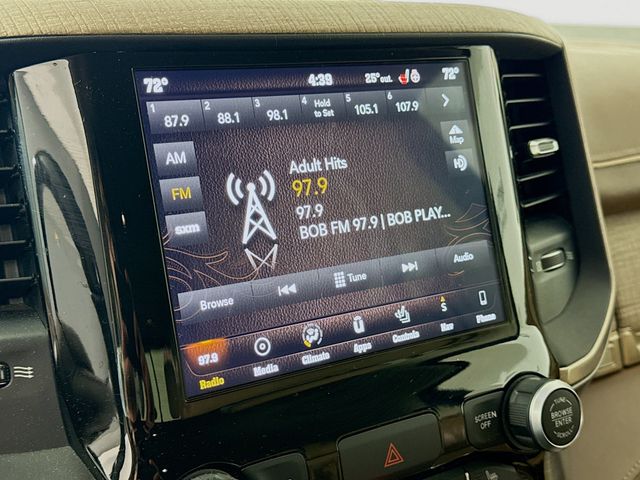 72° 4:39 25° out 72°
1 87.9 2 88.1 3 98.1 4 Hold to Set 5 105.1 6 107.9
AM
Map
FM
HD
sxm
Adult Hits
97.9
97.9
BOB FM 97.9 | BOB PLAY...
Browse Tune Audio
97.9 S
Radio Media Climate Apps Controls Nav Phone
SCREEN OFF
TUNE
BROWSE
ENTER
SCROLL